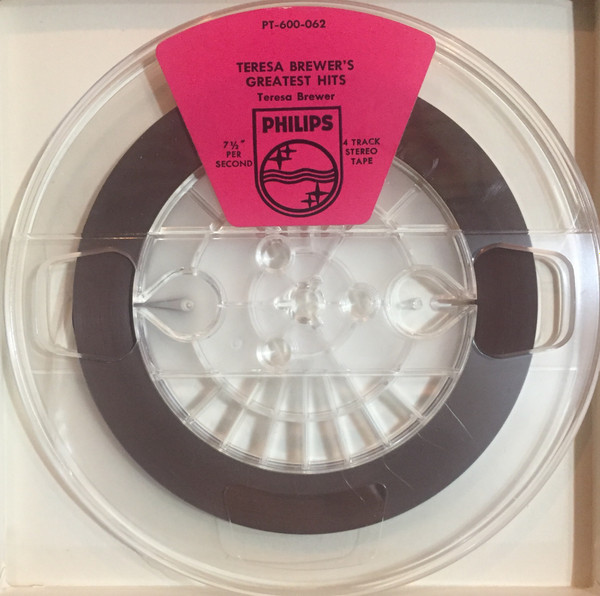 PT-600-062
TERESA BREWER'S
GREATEST HITS
Teresa Brewer
PHILIPS
7½"
PER
SECOND
4 TRACK
STEREO
TAPE